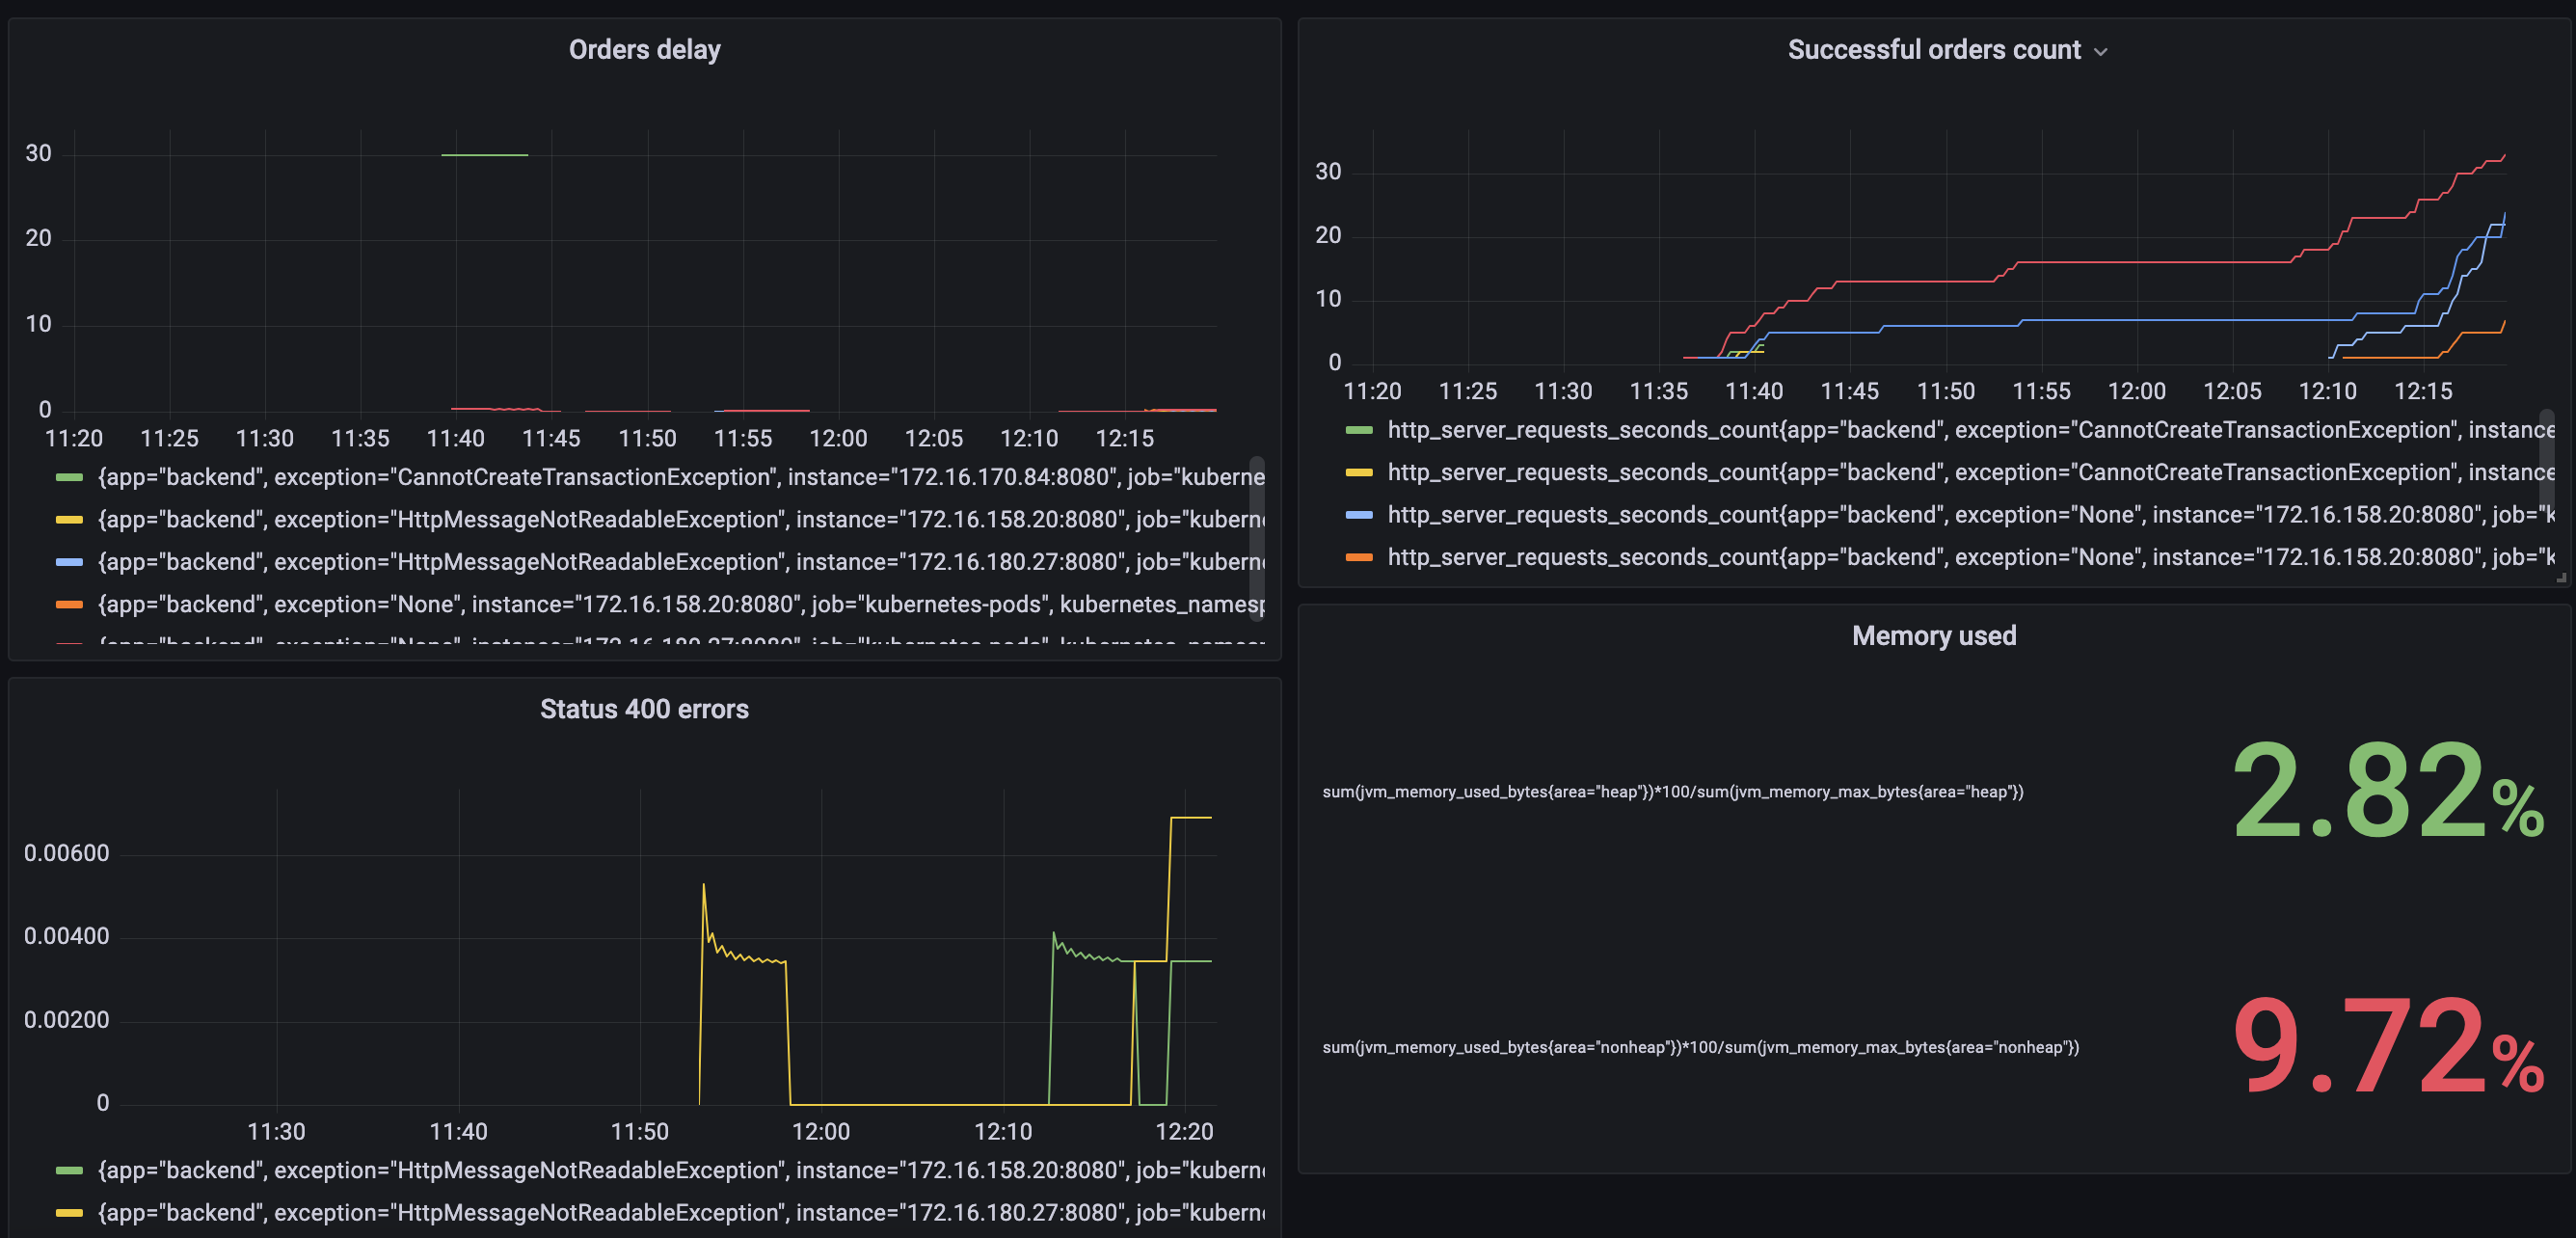 Orders delay
30
20
10
0
11:20 11:25 11:30 11:35 11:40 11:45 11:50 11:55 12:00 12:05 12:10 12:15
{app="backend", exception="CannotCreateTransactionException", instance="172.16.170.84:8080", job="kuberne
{app="backend", exception="HttpMessageNotReadableException", instance="172.16.158.20:8080", job="kubern
{app="backend", exception="HttpMessageNotReadableException", instance="172.16.180.27:8080", job="kubern
{app="backend", exception="None", instance="172.16.158.20:8080", job="kubernetes-pods", kubernetes_namesp
Successful orders count
30
20
10
0
11:20 11:25 11:30 11:35 11:40 11:45 11:50 11:55 12:00 12:05 12:10 12:15
http_server_requests_seconds_count{app="backend", exception="CannotCreateTransactionException", instance
http_server_requests_seconds_count{app="backend", exception="CannotCreateTransactionException", instance
http_server_requests_seconds_count{app="backend", exception="None", instance="172.16.158.20:8080", job="k
http_server_requests_seconds_count{app="backend", exception="None", instance="172.16.158.20:8080", job="k
Status 400 errors
0.00600
0.00400
0.00200
0
11:30 11:40 11:50 12:00 12:10 12:20
{app="backend", exception="HttpMessageNotReadableException", instance="172.16.158.20:8080", job="kuberne
{app="backend", exception="HttpMessageNotReadableException", instance="172.16.180.27:8080", job="kuberne
Memory used
sum(jvm_memory_used_bytes{area="heap"})*100/sum(jvm_memory_max_bytes{area="heap"})
2.82%
sum(jvm_memory_used_bytes{area="nonheap"})*100/sum(jvm_memory_max_bytes{area="nonheap"})
9.72%